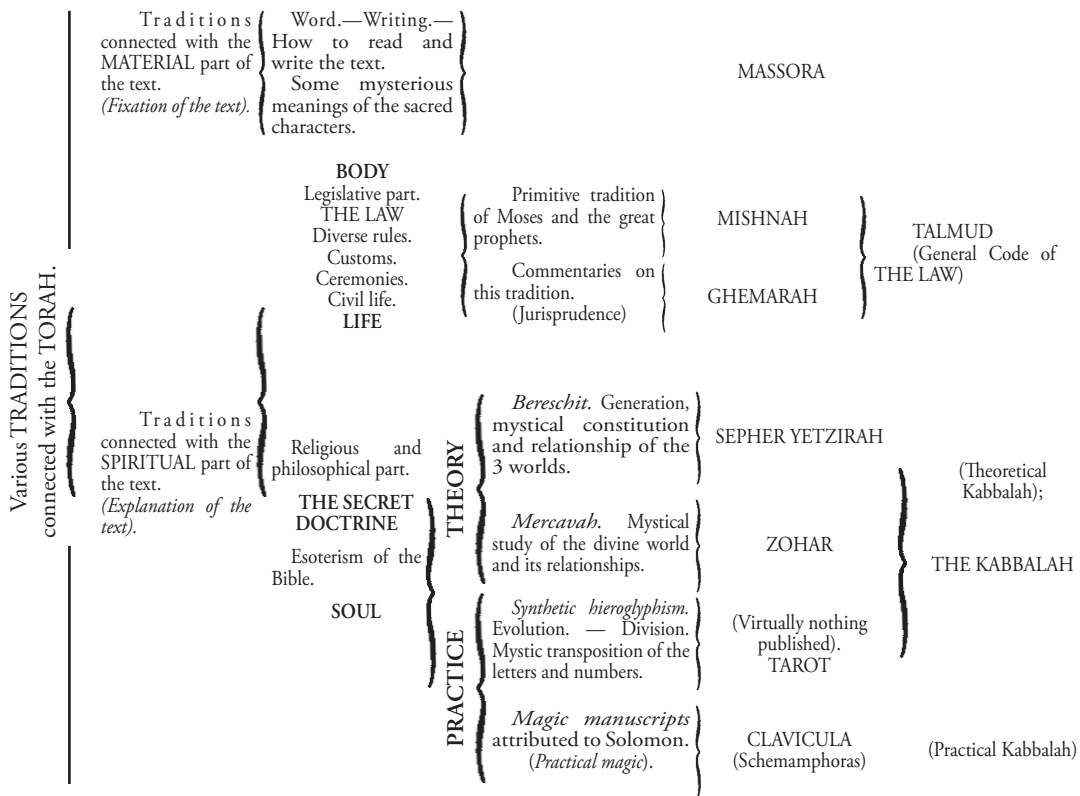 Various TRADITIONS
connected with the TORAH.
Traditions
connected with the
MATERIAL part of
the text.
(Fixation of the text).
Word.—Writing.—
How to read and
write the text.
Some mysterious
meanings of the sacred
characters.
MASSORA
Traditions
connected with the
SPIRITUAL part of
the text.
(Explanation of the
text).
BODY
Legislative part.
THE LAW
Diverse rules.
Customs.
Ceremonies.
Civil life.
LIFE
Primitive tradition
of Moses and the great
prophets.
MISHNAH
Commentaries on
this tradition.
(Jurisprudence)
GHEMARAH
TALMUD
(General Code of
THE LAW)
Religious and
philosophical part.
THE SECRET
DOCTRINE
Esoterism of the
Bible.
SOUL
THEORY
Bereschit. Generation,
mystical constitution
and relationship of the
3 worlds.
SEPHER YETZIRAH
Mercavah. Mystical
study of the divine world
and its relationships.
ZOHAR
(Theoretical
Kabbalah);
THE KABBALAH
PRACTICE
Synthetic hieroglyphism.
Evolution. — Division.
Mystic transposition of the
letters and numbers.
(Virtually nothing
published).
TAROT
Magic manuscripts
attributed to Solomon.
(Practical magic).
CLAVICULA
(Schemamphoras)
(Practical Kabbalah)